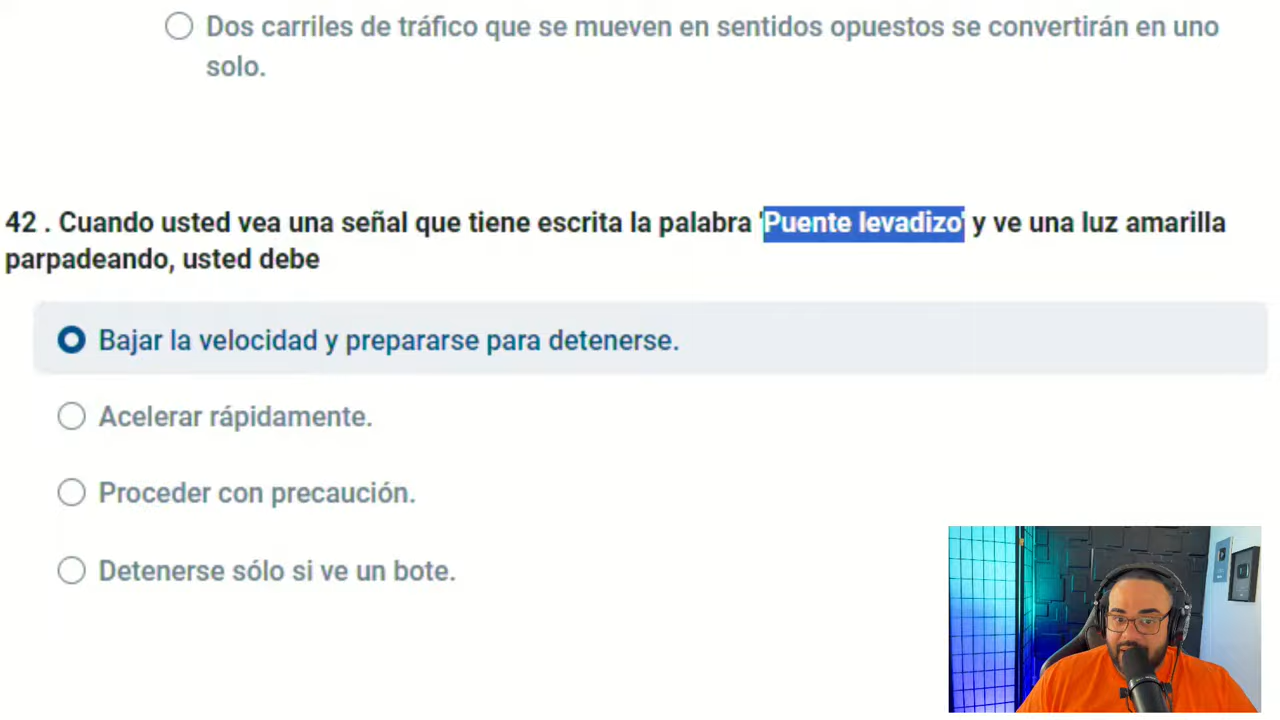 Dos carriles de tráfico que se mueven en sentidos opuestos se convertirán en uno
solo.
42 . Cuando usted vea una señal que tiene escrita la palabra 'Puente levadizo' y ve una luz amarilla
parpadeando, usted debe
Bajar la velocidad y prepararse para detenerse.
Acelerar rápidamente.
Proceder con precaución.
Detenerse sólo si ve un bote.